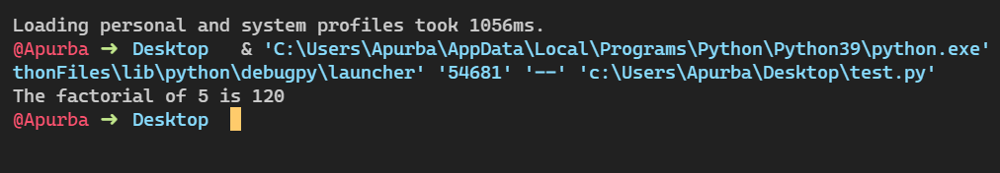 Loading personal and system profiles took 1056ms.
@Apurba ➜ Desktop & 'C:\Users\Apurba\AppData\Local\Programs\Python\Python39\python.exe'
thonFiles\lib\python\debugpy\launcher' '54681' '--' 'c:\Users\Apurba\Desktop\test.py'
The factorial of 5 is 120
@Apurba ➜ Desktop